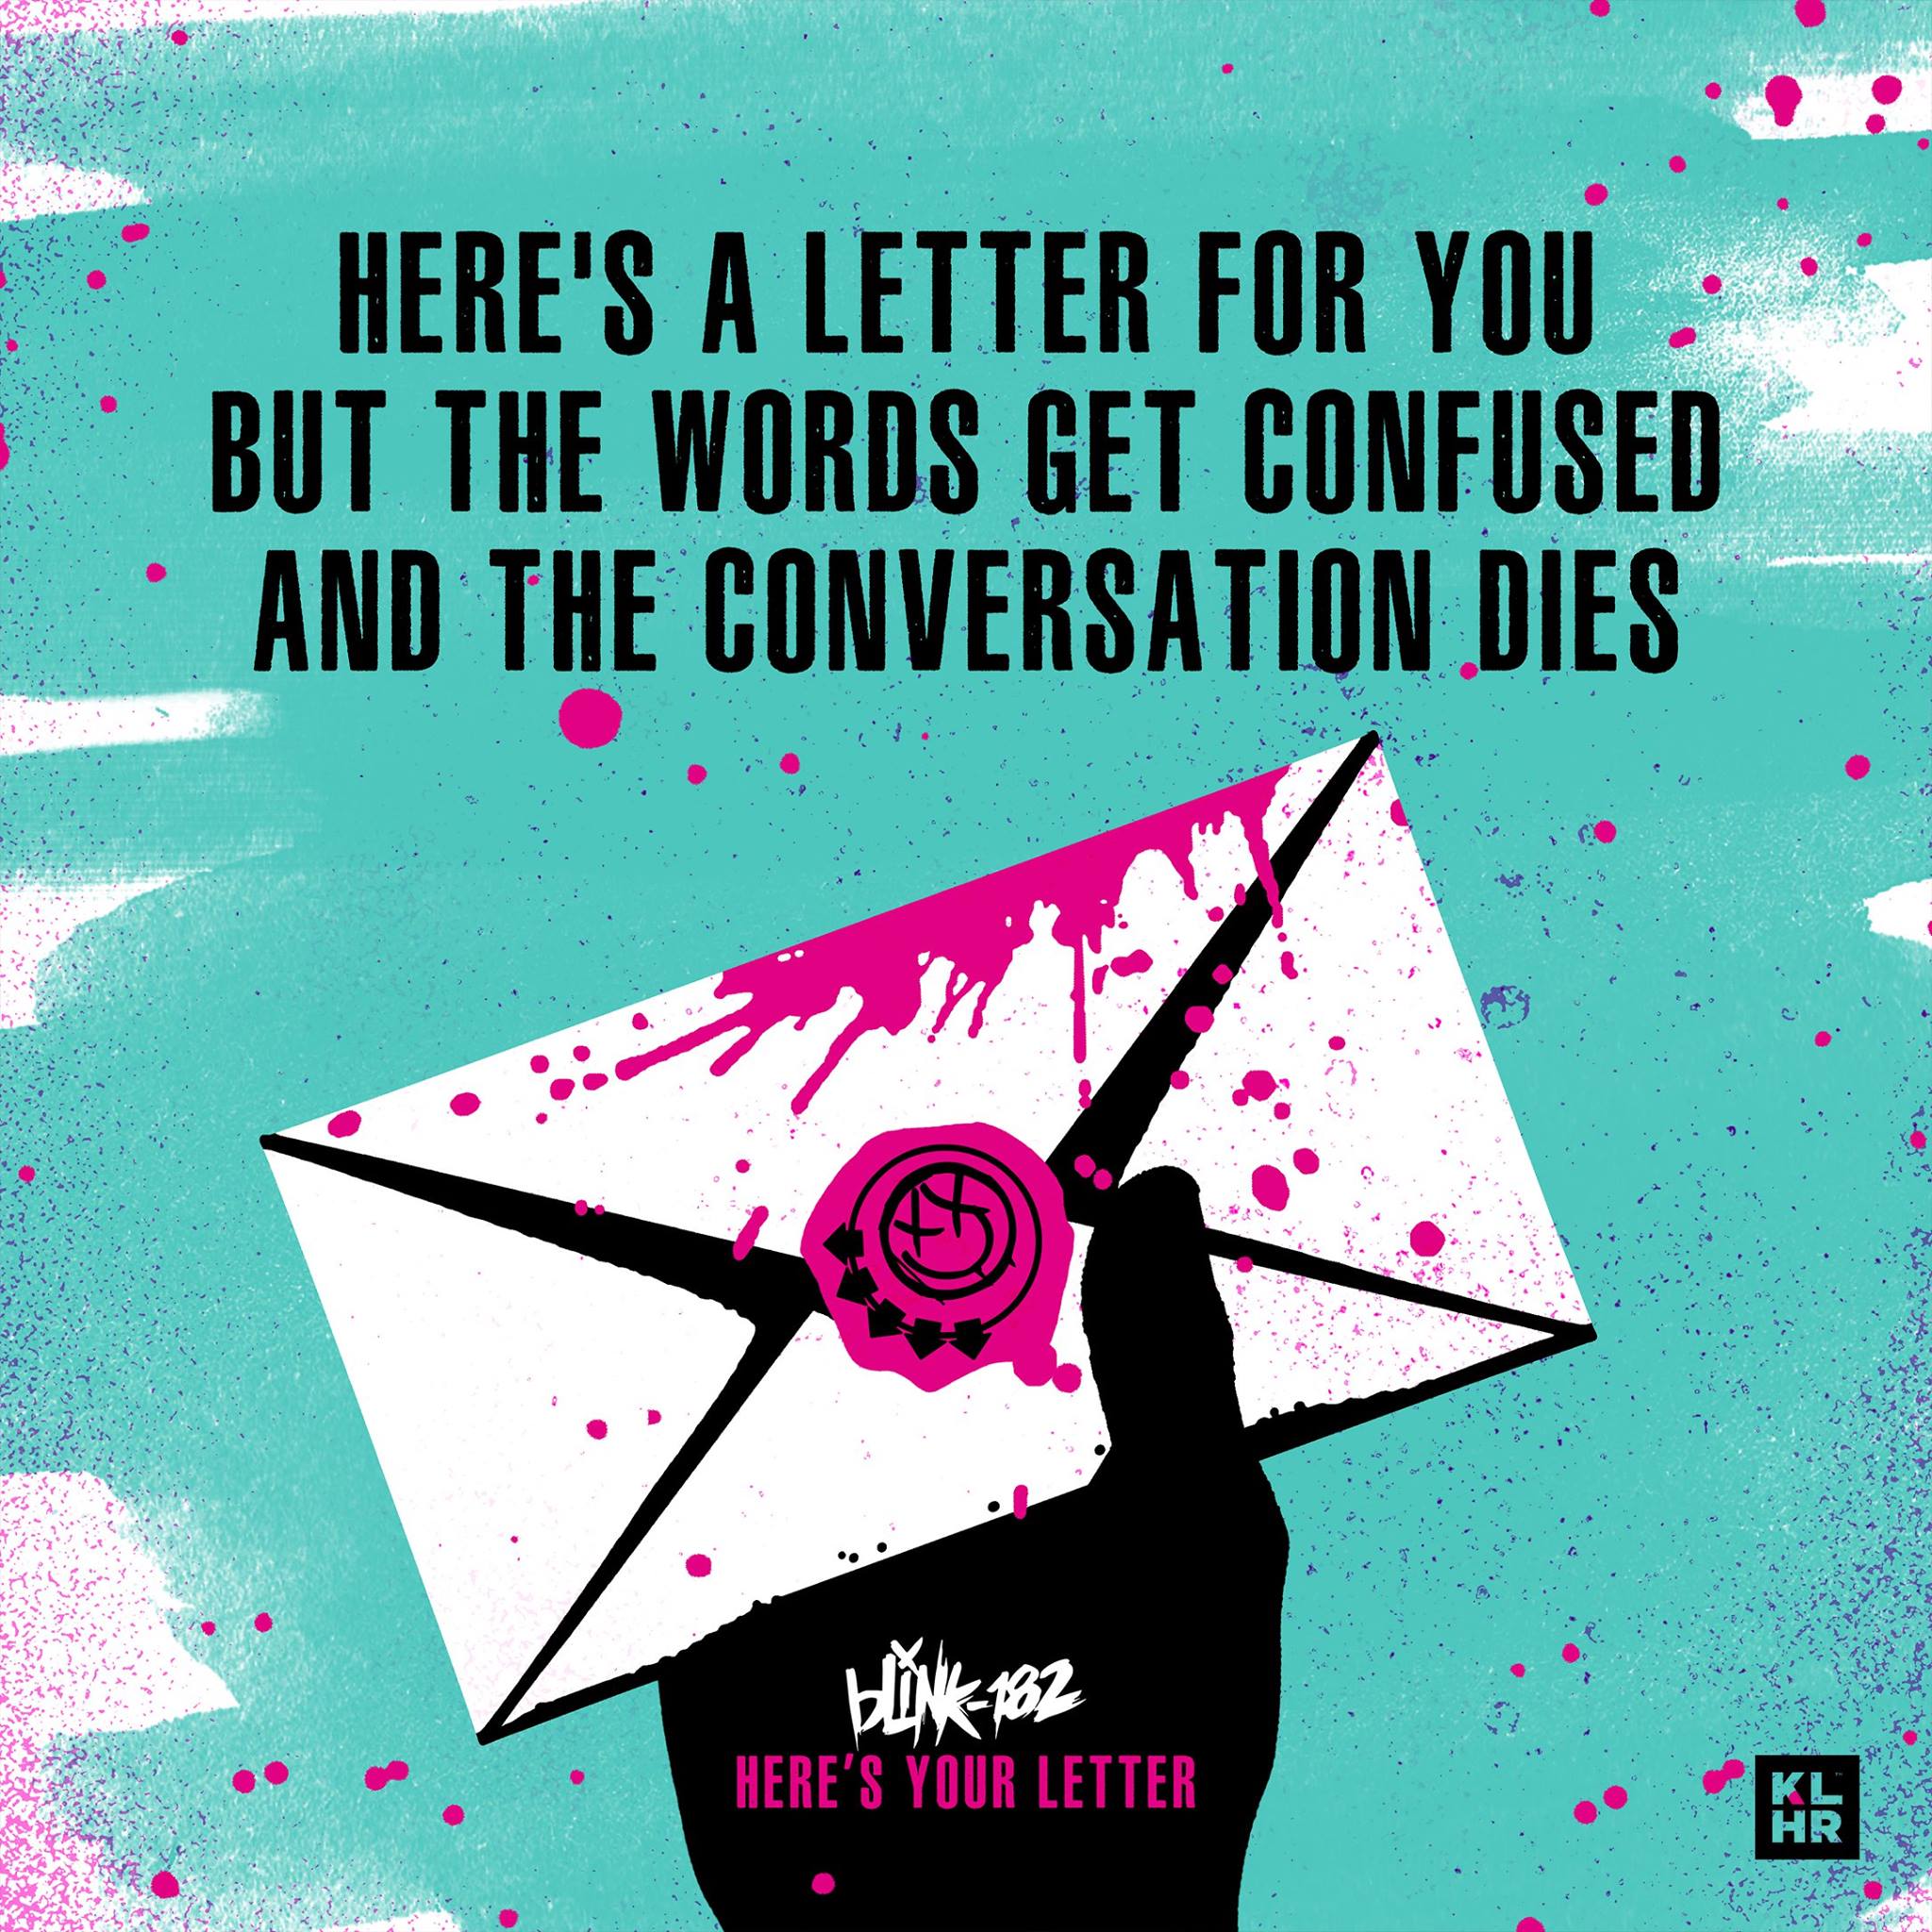 HERE'S A LETTER FOR YOU
BUT THE WORDS GET CONFUSED
AND THE CONVERSATION DIES
blink-182
HERE'S YOUR LETTER
KL
HR